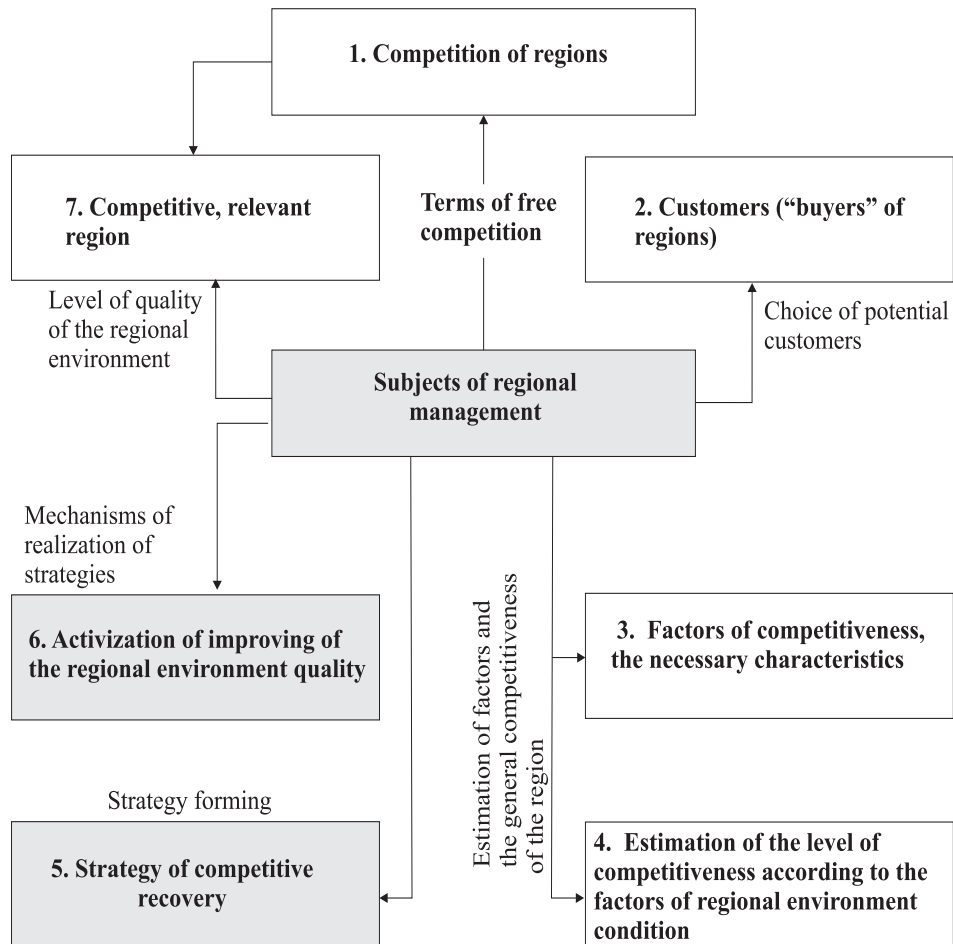 1. Competition of regions
7. Competitive, relevant
region
Terms of free
competition
2. Customers (“buyers” of
regions)
Level of quality
of the regional
environment
Choice of potential
customers
Subjects of regional
management
Mechanisms of
realization of
strategies
6. Activization of improving of
the regional environment quality
Estimation of factors and
the general competitiveness
of the region
3. Factors of competitiveness,
the necessary characteristics
Strategy forming
5. Strategy of competitive
recovery
4. Estimation of the level of
competitiveness according to the
factors of regional environment
condition